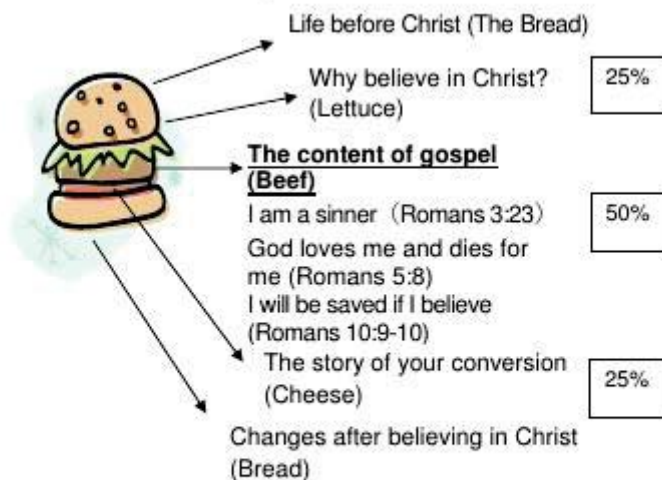 Life before Christ (The Bread)
Why believe in Christ?
(Lettuce)
25%
The content of gospel
(Beef)
I am a sinner（Romans 3:23）
God loves me and dies for
me (Romans 5:8)
I will be saved if I believe
(Romans 10:9-10)
50%
The story of your conversion
(Cheese)
25%
Changes after believing in Christ
(Bread)